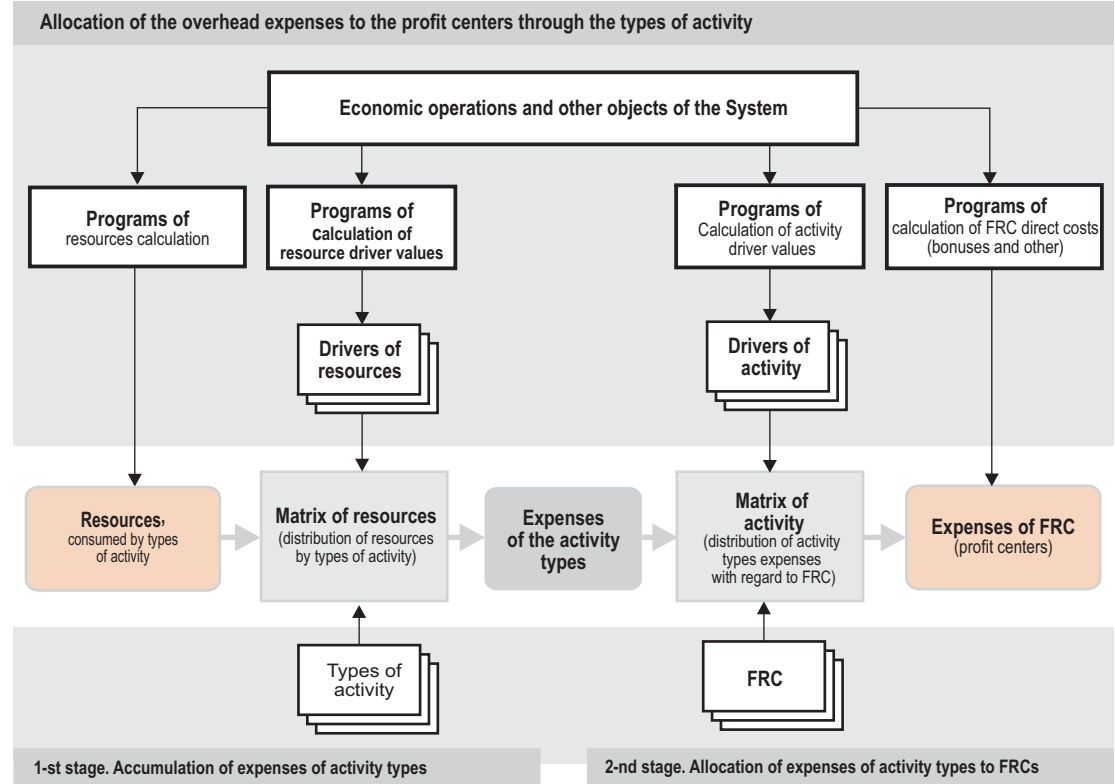 Allocation of the overhead expenses to the profit centers through the types of activity
Economic operations and other objects of the System
Programs of
resources calculation
Programs of
calculation of
resource driver values
Programs of
Calculation of activity
driver values
Programs of
calculation of FRC direct costs
(bonuses and other)
Drivers of
resources
Drivers of
activity
Resources,
consumed by types
of activity
Matrix of resources
(distribution of resources
by types of activity)
Expenses
of the activity
types
Matrix of
activity
(distribution of activity
types expenses
with regard to FRC)
Expenses of FRC
(profit centers)
Types of
activity
FRC
1-st stage. Accumulation of expenses of activity types
2-nd stage. Allocation of expenses of activity types to FRCs